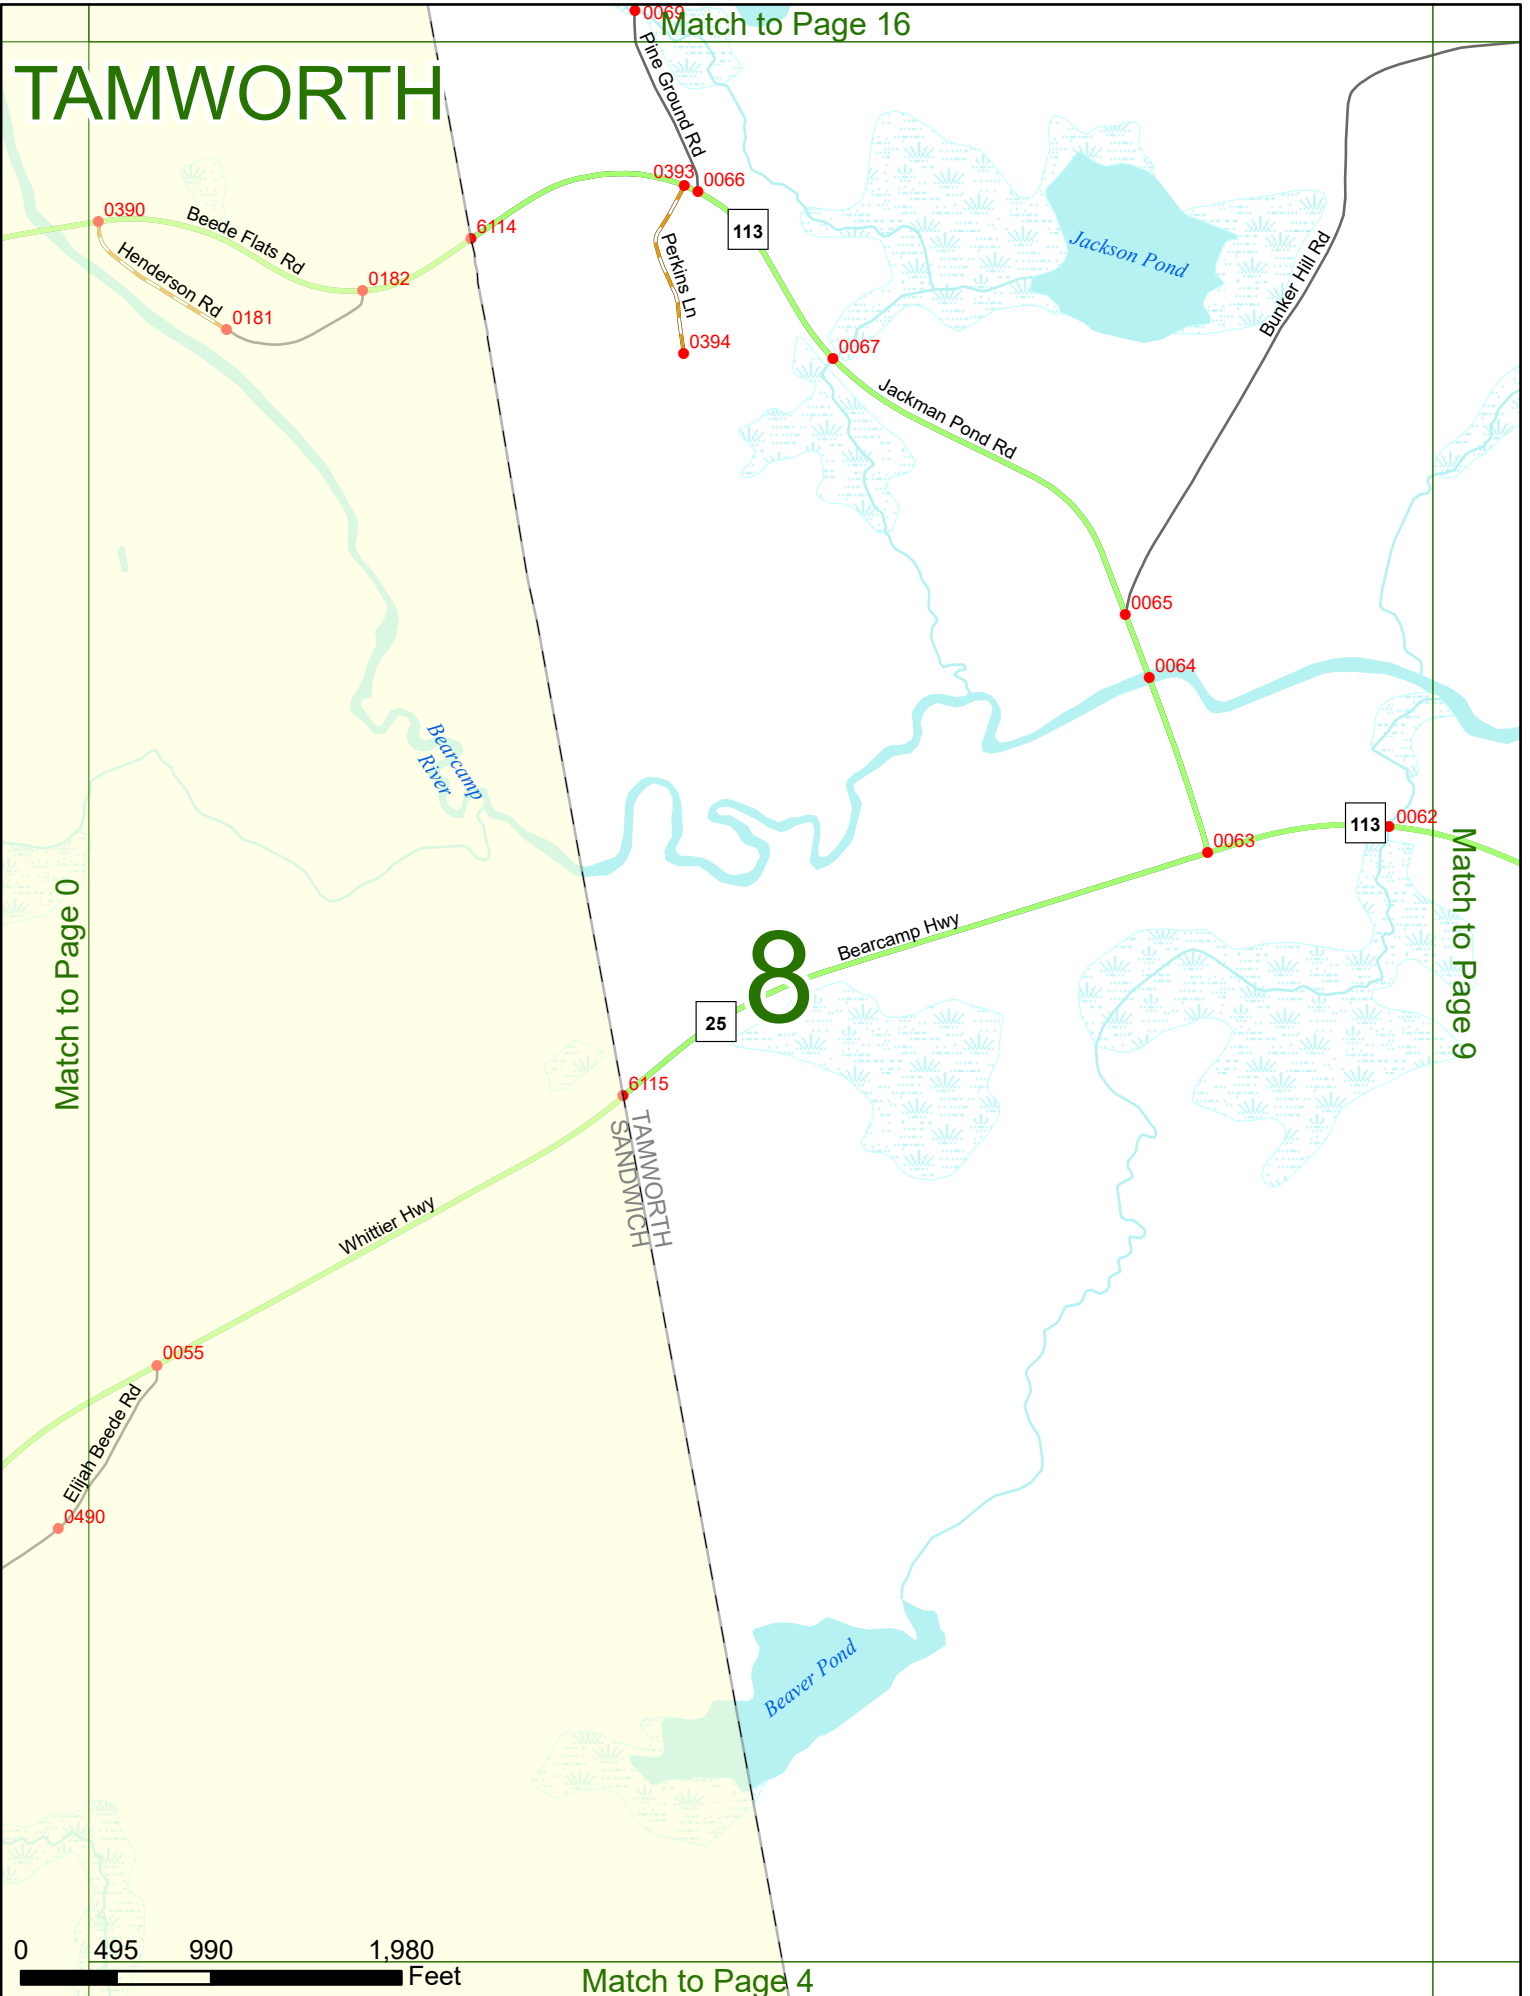 0069
Match to Page 16
TAMWORTH
Pine Ground Rd
0393
0066
0390
Beede Flats Rd
6114
113
Jackson Pond
Henderson Rd
0182
Perkins Ln
Bunker Hill Rd
0181
0394
0067
Jackman Pond Rd
0065
0064
Bearcamp
River
113
0062
0063
Match to Page 0
Match to Page 9
Bearcamp Hwy
8
25
6115
TAMWORTH
SANDWICH
Whittier Hwy
0055
Elijah Beede Rd
0490
Beaver Pond
0 495 990 1,980
Feet
Match to Page 4